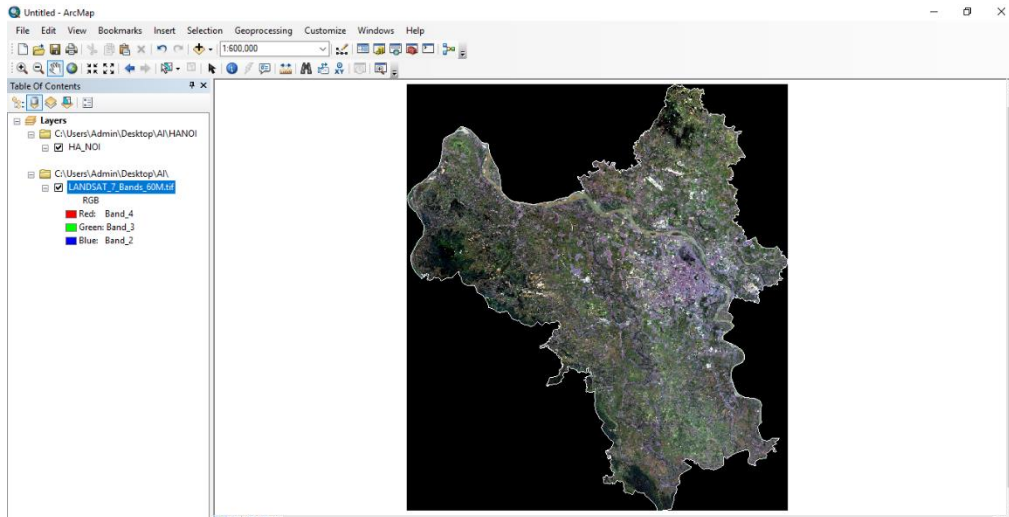 Untitled - ArcMap
File Edit View Bookmarks Insert Selection Geoprocessing Customize Windows Help
1:600,000
Table Of Contents
Layers
C:\Users\Admin\Desktop\AI\HANOI
HA_NOI
C:\Users\Admin\Desktop\AI\
LANDSAT_7_Bands_60M.tif
RGB
Red: Band_4
Green: Band_3
Blue: Band_2